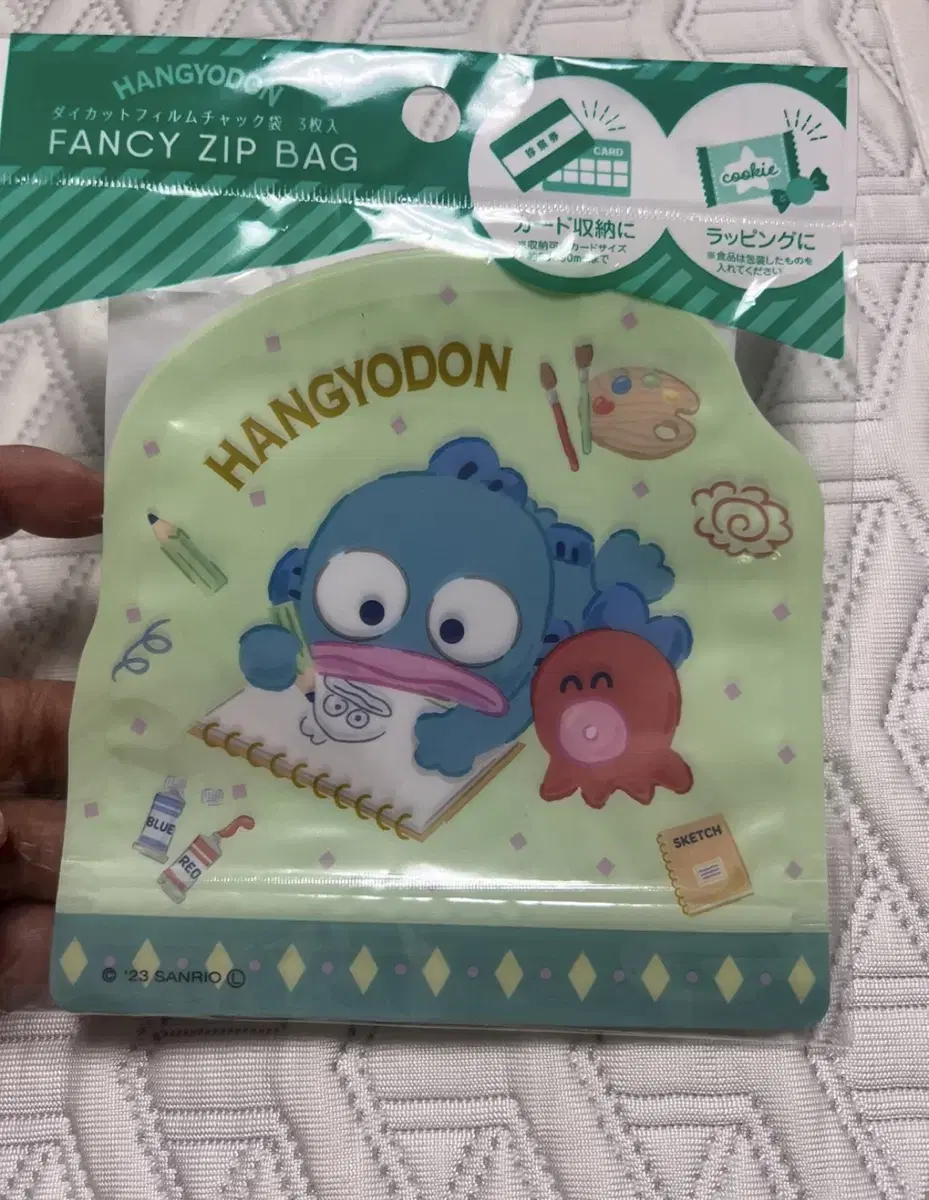 HANGYODON
ダイカットフィルムチャック袋 3枚入
FANCY ZIP BAG
診察券
CARD
カード収納に
cookie
ラッピングに
※食品は包装したものを
入れてください
HANGYODON
BLUE
RED
SKETCH
© '23 SANRIO Ⓛ